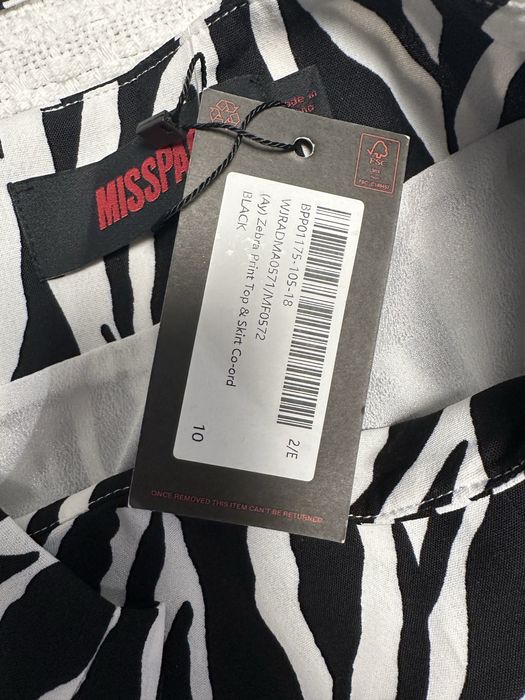 MISSPA
BPP01175-105-18
2/E
WJRADMA0571/MF0572
(Ay) Zebra Print Top & Skirt Co-ord
BLACK
10
ONCE REMOVED THIS ITEM CAN'T BE RETURNED